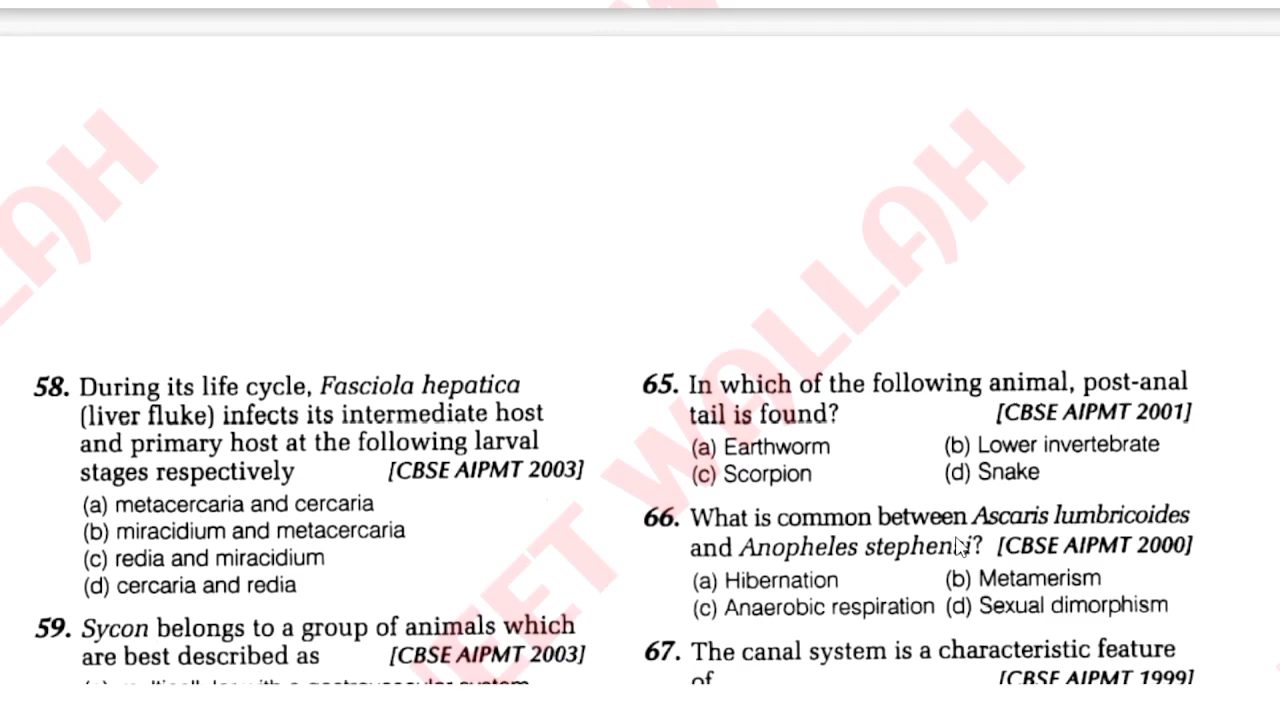 58. During its life cycle, Fasciola hepatica
(liver fluke) infects its intermediate host
and primary host at the following larval
stages respectively [CBSE AIPMT 2003]
(a) metacercaria and cercaria
(b) miracidium and metacercaria
(c) redia and miracidium
(d) cercaria and redia
59. Sycon belongs to a group of animals which
are best described as [CBSE AIPMT 2003]
65. In which of the following animal, post-anal
tail is found? [CBSE AIPMT 2001]
(a) Earthworm (b) Lower invertebrate
(c) Scorpion (d) Snake
66. What is common between Ascaris lumbricoides
and Anopheles stephensi? [CBSE AIPMT 2000]
(a) Hibernation (b) Metamerism
(c) Anaerobic respiration (d) Sexual dimorphism
67. The canal system is a characteristic feature
of [CBSE AIPMT 1999]
NEET WALLAH
LAH